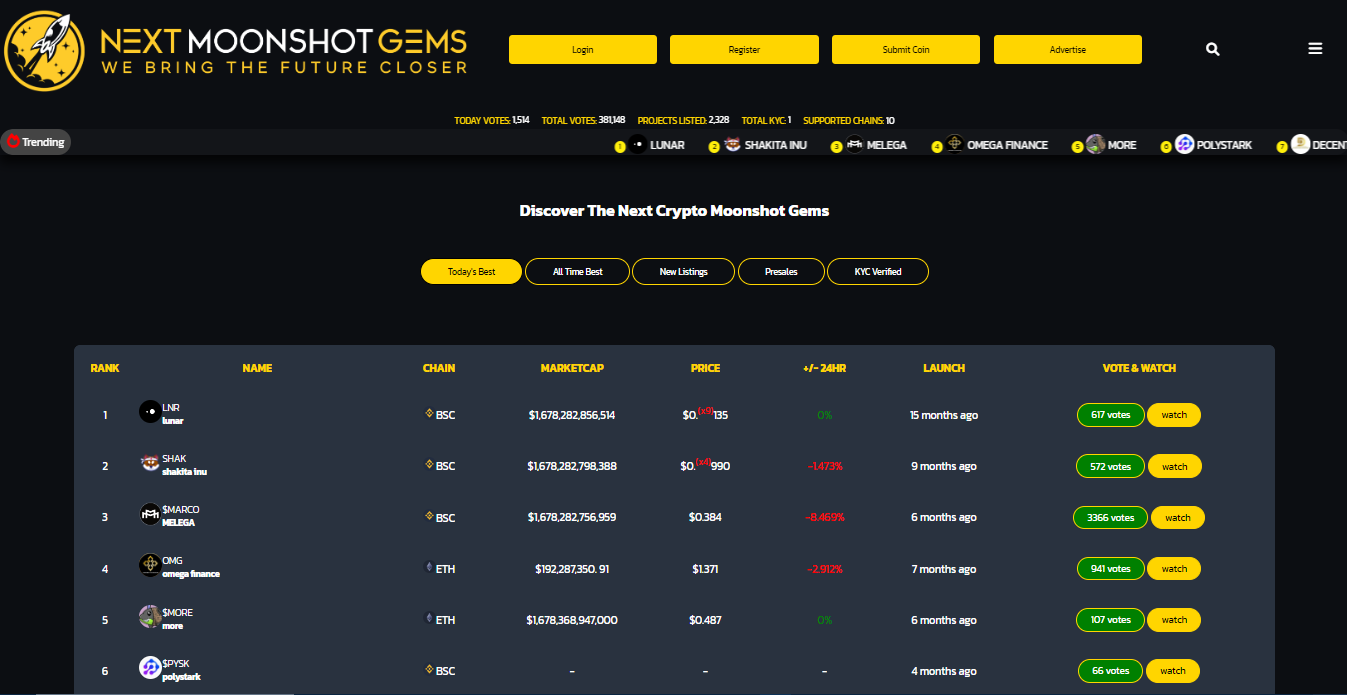 NEXT MOONSHOT GEMS
WE BRING THE FUTURE CLOSER
Login Register Submit Coin Advertise
TODAY VOTES: 1,514 TOTAL VOTES: 381,148 PROJECTS LISTED: 2,328 TOTAL KYC: 1 SUPPORTED CHAINS: 10
Trending 1 LUNAR 2 SHAKITA INU 3 MELEGA 4 OMEGA FINANCE 5 MORE 6 POLYSTARK 7 DECENT
Discover The Next Crypto Moonshot Gems
Today's Best All Time Best New Listings Presales KYC Verified
RANK NAME CHAIN MARKETCAP PRICE +/- 24HR LAUNCH VOTE & WATCH
1 LNR lunar BSC $1,678,282,856,514 $0.(x9)135 0% 15 months ago 617 votes watch
2 SHAK shakita inu BSC $1,678,282,798,388 $0.(x4)990 -1.473% 9 months ago 572 votes watch
3 $MARCO MELEGA BSC $1,678,282,756,959 $0.384 -8.469% 6 months ago 3366 votes watch
4 OMG omega finance ETH $192,287,350. 91 $1.371 -2.912% 7 months ago 941 votes watch
5 $MORE more ETH $1,678,368,947,000 $0.487 0% 6 months ago 107 votes watch
6 $PYSK polystark BSC - - - 4 months ago 66 votes watch